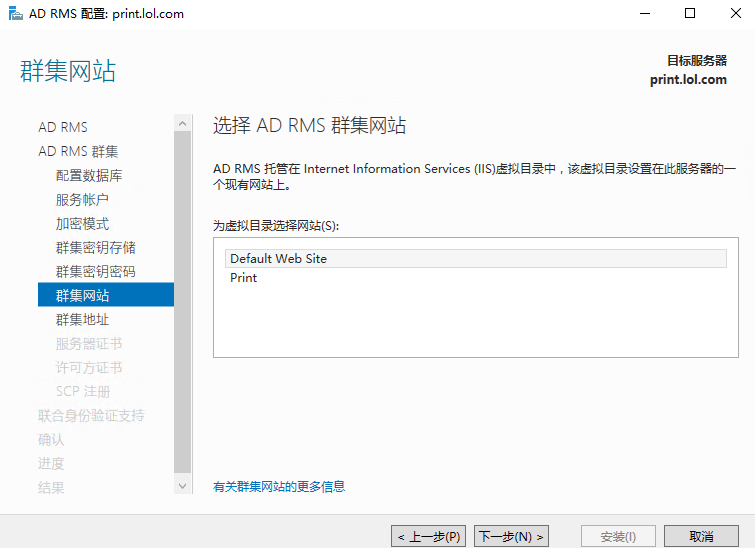 AD RMS 配置: print.lol.com
群集网站
目标服务器
print.lol.com
AD RMS
AD RMS 群集
配置数据库
服务帐户
加密模式
群集密钥存储
群集密钥密码
群集网站
群集地址
服务器证书
许可方证书
SCP 注册
联合身份验证支持
确认
进度
结果
选择 AD RMS 群集网站
AD RMS 托管在 Internet Information Services (IIS)虚拟目录中，该虚拟目录设置在此服务器的一
个现有网站上。
为虚拟目录选择网站(S):
Default Web Site
Print
有关群集网站的更多信息
< 上一步(P)
下一步(N) >
安装(I)
取消